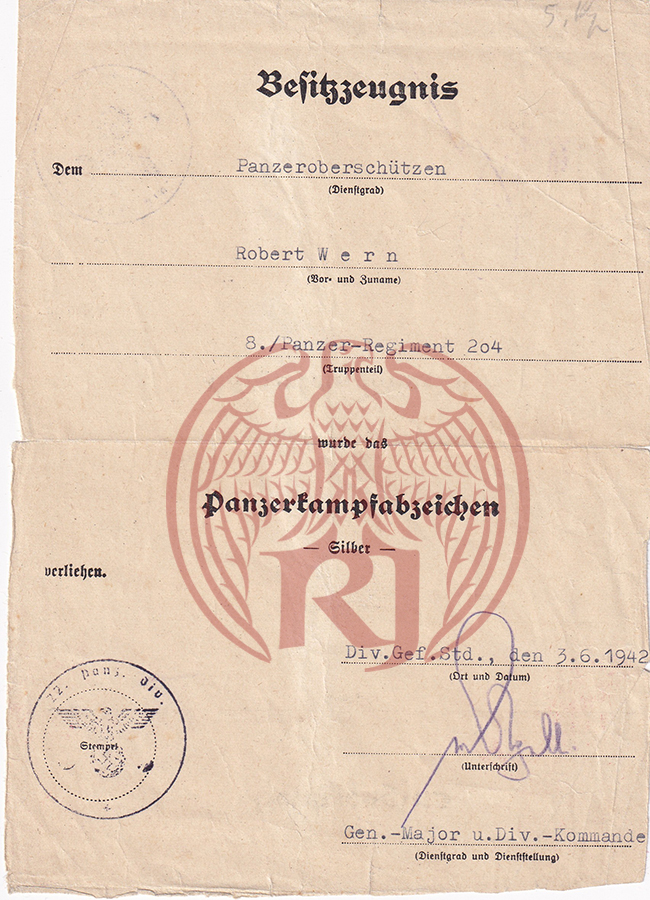 Besitzzeugnis
Dem Panzeroberschützen
(Dienstgrad)
Robert W e r n
(Vor- und Zuname)
8./Panzer-Regiment 2o4
(Truppenteil)
wurde das
Panzerkampfabzeichen
— Silber —
verliehen.
RJ
Div.Gef.Std., den 3.6.1942
(Ort und Datum)
22. Panz. Div.
Stempel
(Unterschrift)
Gen.-Major u.Div.-Kommande
(Dienstgrad und Dienststellung)